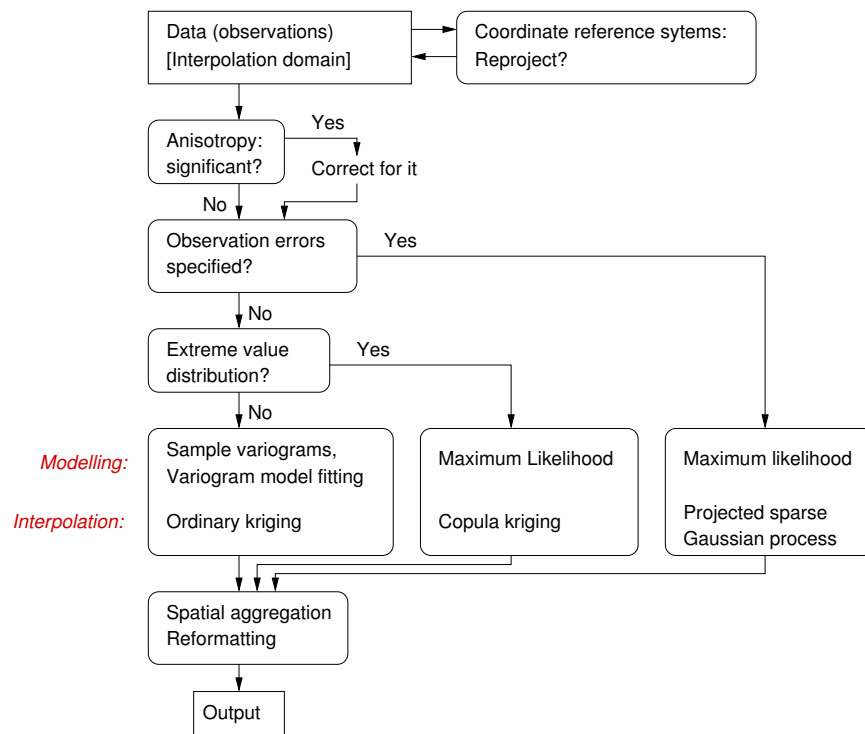 Data (observations)
[Interpolation domain]
Coordinate reference sytems:
Reproject?
Anisotropy:
significant?
Yes
Correct for it
No
Observation errors
specified?
Yes
No
Extreme value
distribution?
Yes
No
Modelling:
Sample variograms,
Variogram model fitting
Maximum Likelihood
Maximum likelihood
Interpolation:
Ordinary kriging
Copula kriging
Projected sparse
Gaussian process
Spatial aggregation
Reformatting
Output